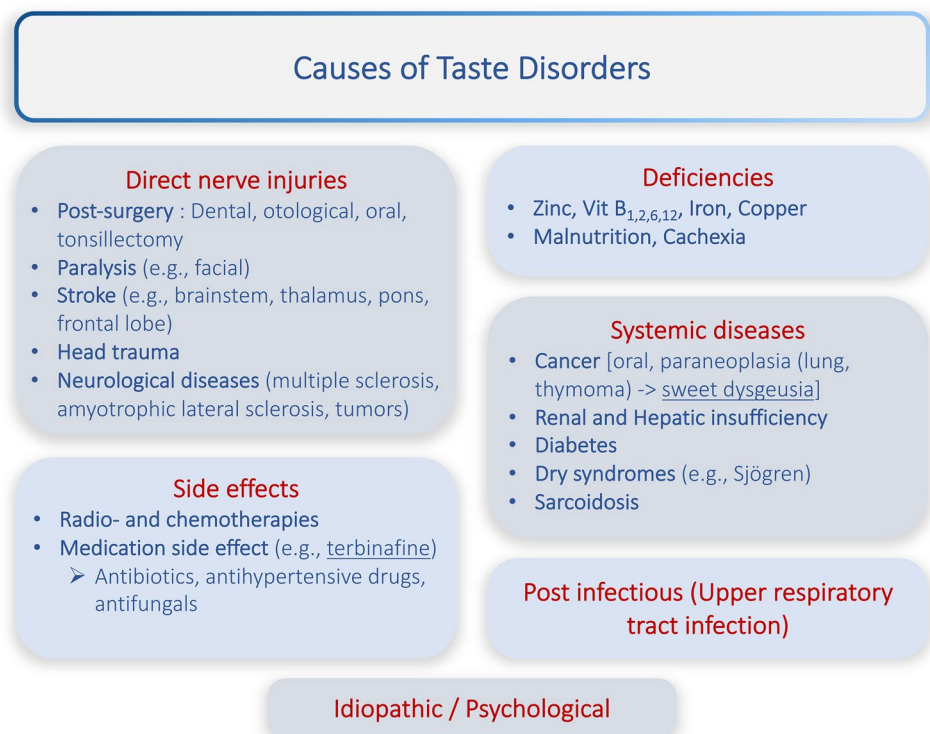 Causes of Taste Disorders
Direct nerve injuries
• Post-surgery : Dental, otological, oral,
tonsillectomy
• Paralysis (e.g., facial)
• Stroke (e.g., brainstem, thalamus, pons,
frontal lobe)
• Head trauma
• Neurological diseases (multiple sclerosis,
amyotrophic lateral sclerosis, tumors)
Side effects
• Radio- and chemotherapies
• Medication side effect (e.g., terbinafine)
➢ Antibiotics, antihypertensive drugs,
antifungals
Deficiencies
• Zinc, Vit B1,2,6,12, Iron, Copper
• Malnutrition, Cachexia
Systemic diseases
• Cancer [oral, paraneoplasia (lung,
thymoma) -> sweet dysgeusia]
• Renal and Hepatic insufficiency
• Diabetes
• Dry syndromes (e.g., Sjögren)
• Sarcoidosis
Post infectious (Upper respiratory
tract infection)
Idiopathic / Psychological